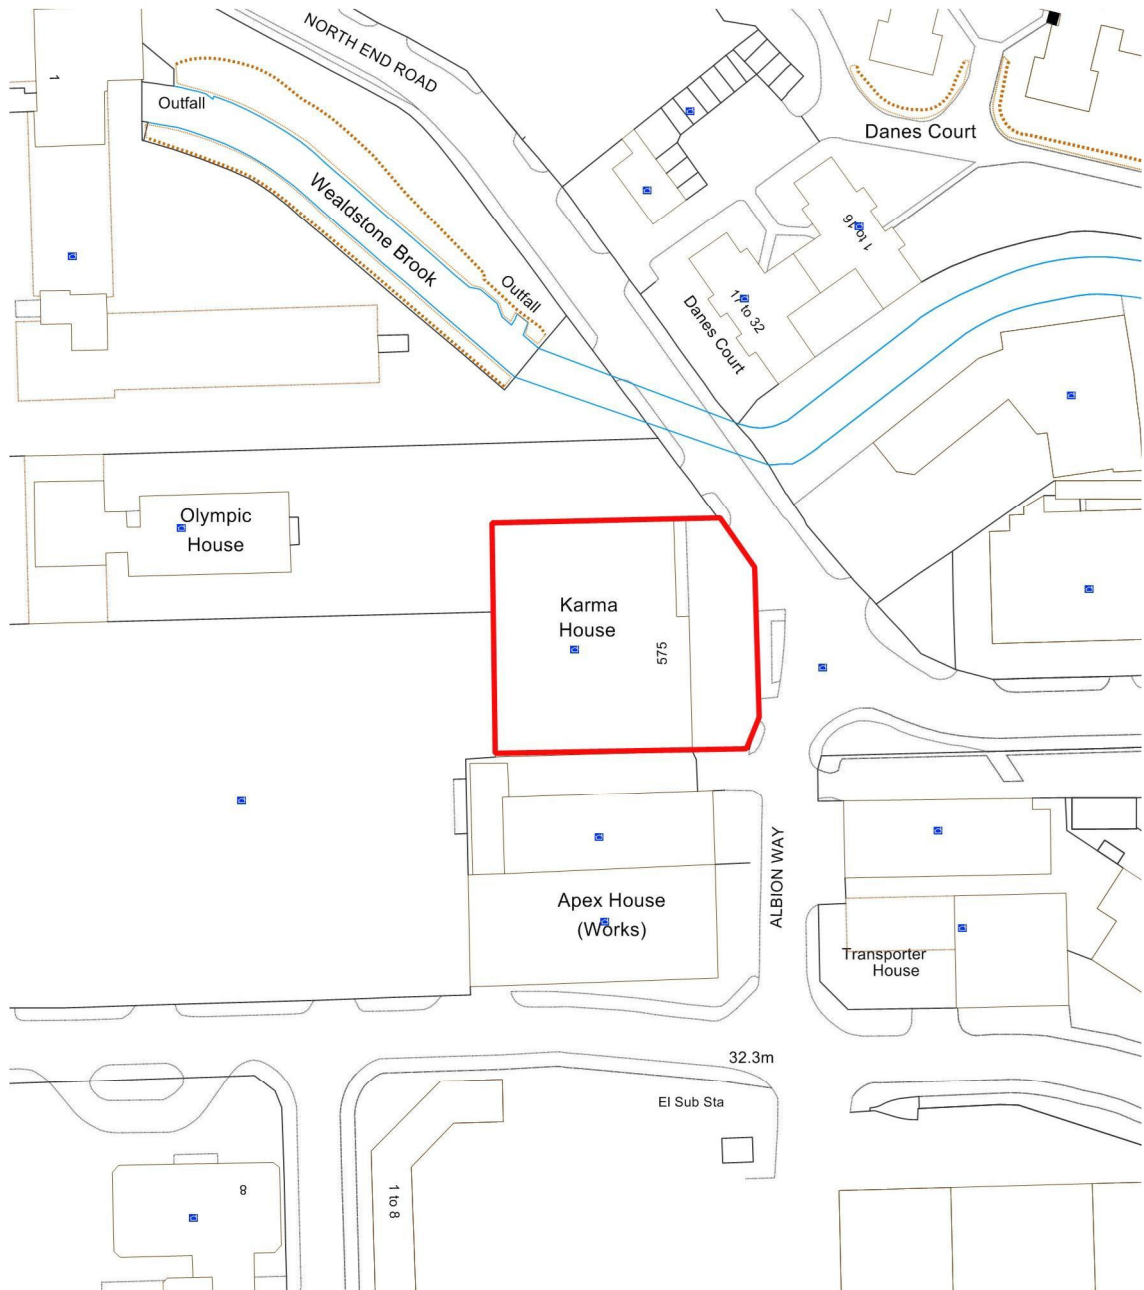 NORTH END ROAD
1
Outfall
Danes Court
Wealdstone Brook
1 to 16
Outfall
17 to 32
Danes Court
Olympic
House
Karma
House
575
ALBION WAY
Apex House
(Works)
Transporter
House
32.3m
El Sub Sta
8
1 to 8